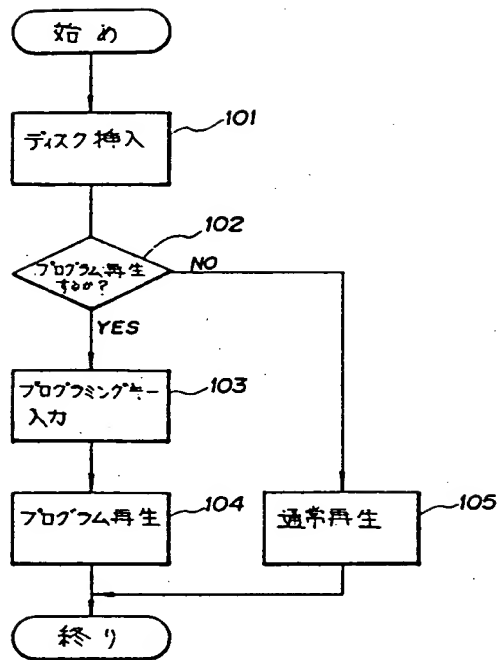 始め
ディスク挿入
101
プログラム再生
するか?
102
NO
YES
プログラミングキー
入力
103
プログラム再生
104
通常再生
105
終り